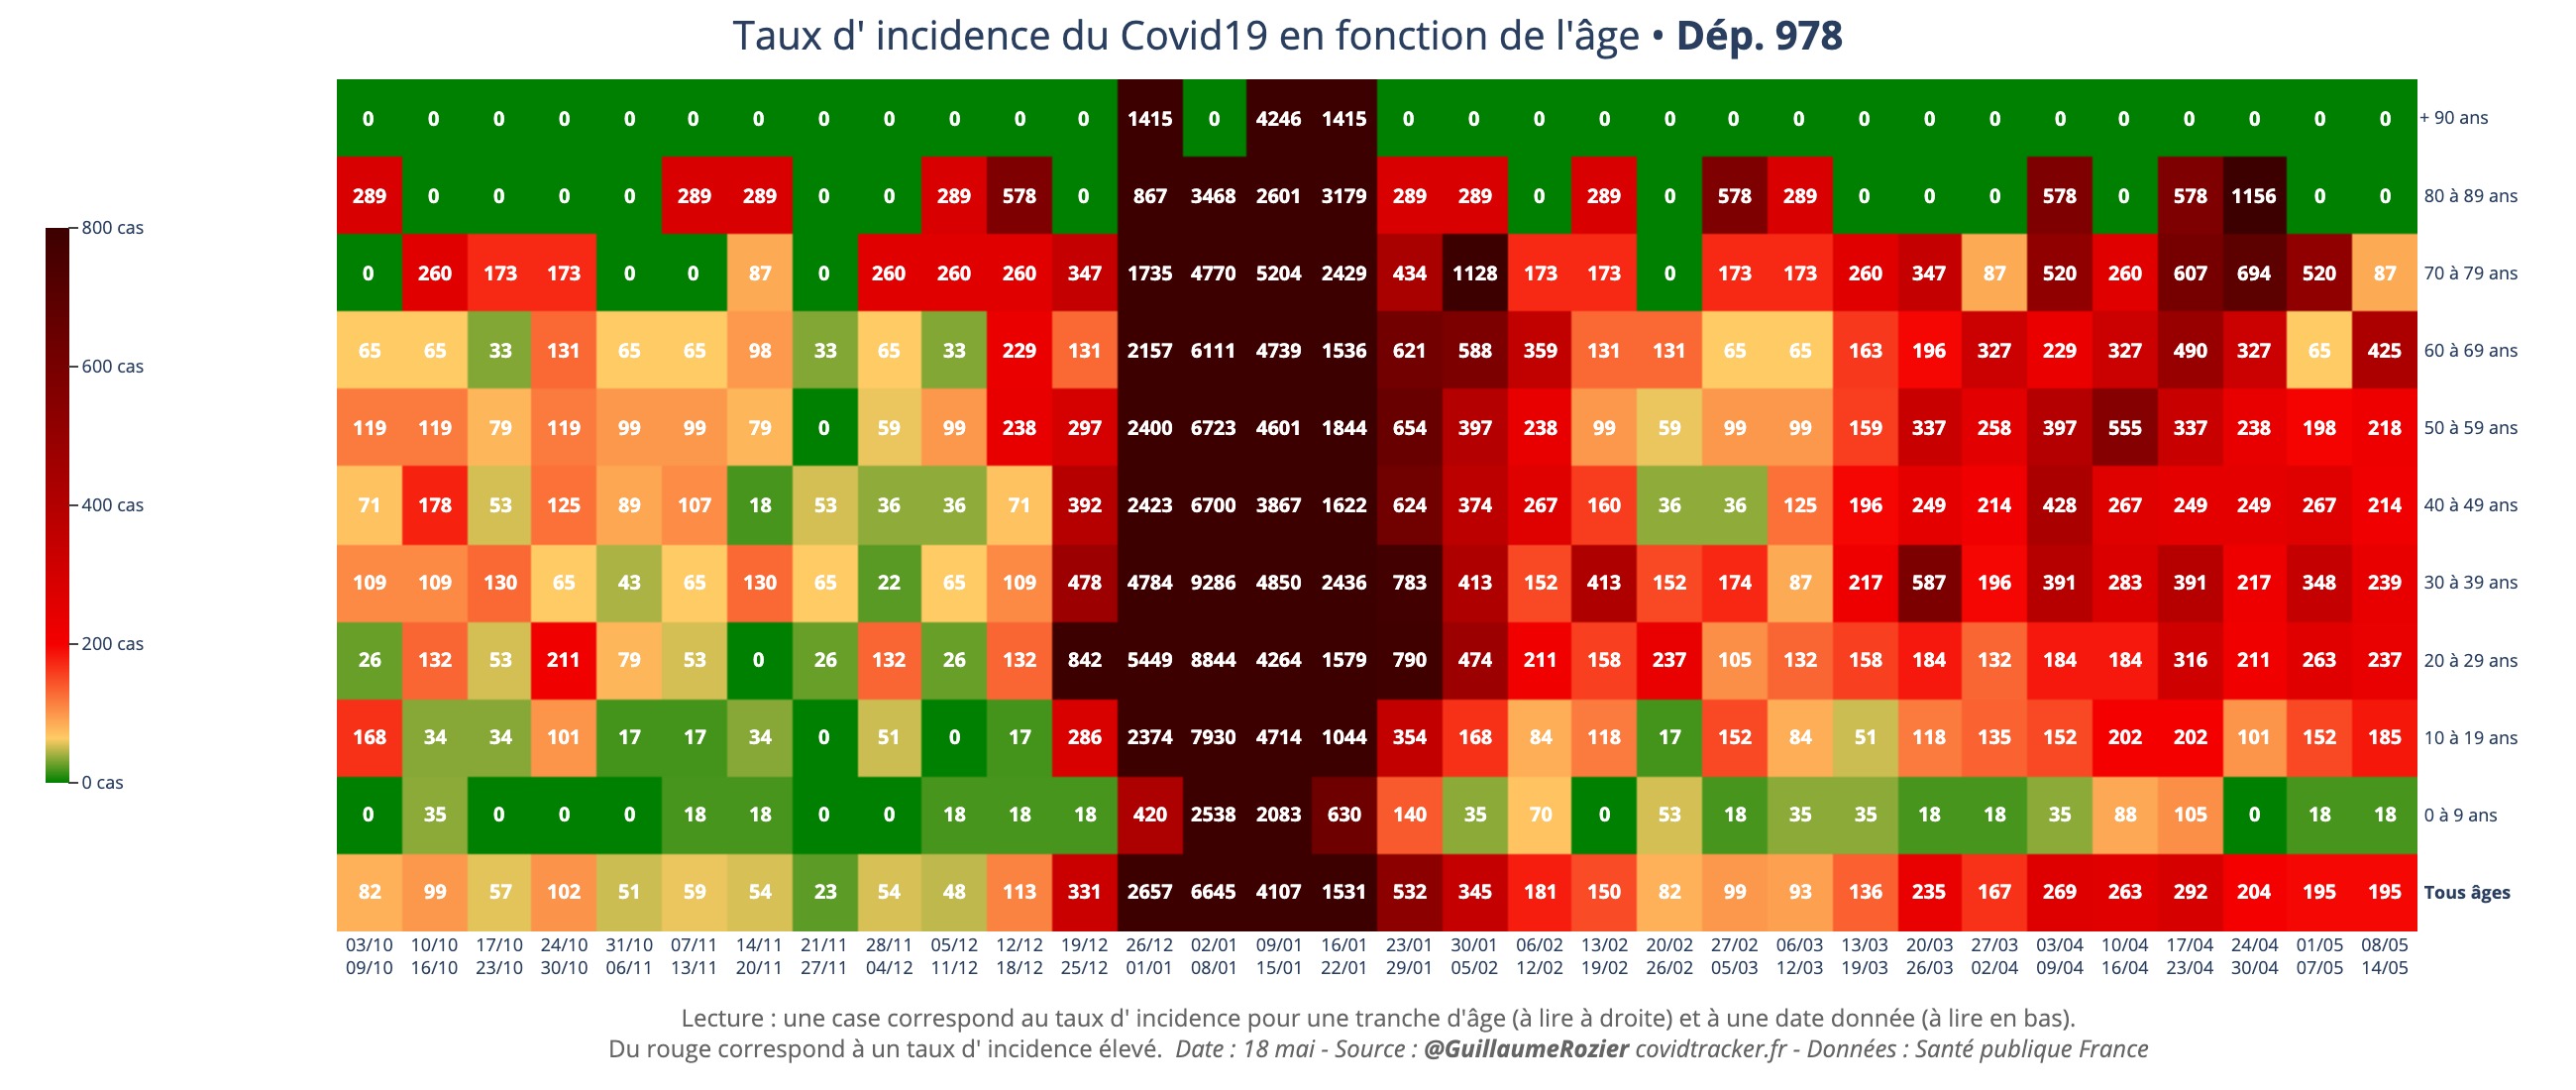 Taux d' incidence du Covid19 en fonction de l'âge • Dép. 978
0 0 0 0 0 0 0 0 0 0 0 0 1415 0 4246 1415 0 0 0 0 0 0 0 0 0 0 0 0 0 0 0 0 + 90 ans
289 0 0 0 0 289 289 0 0 289 578 0 867 3468 2601 3179 289 289 0 289 0 578 289 0 0 0 578 0 578 1156 0 0 80 à 89 ans
800 cas
0 260 173 173 0 0 87 0 260 260 260 347 1735 4770 5204 2429 434 1128 173 173 0 173 173 260 347 87 520 260 607 694 520 87 70 à 79 ans
65 65 33 131 65 65 98 33 65 33 229 131 2157 6111 4739 1536 621 588 359 131 131 65 65 163 196 327 229 327 490 327 65 425 60 à 69 ans
600 cas
119 119 79 119 99 99 79 0 59 99 238 297 2400 6723 4601 1844 654 397 238 99 59 99 99 159 337 258 397 555 337 238 198 218 50 à 59 ans
400 cas
71 178 53 125 89 107 18 53 36 36 71 392 2423 6700 3867 1622 624 374 267 160 36 36 125 196 249 214 428 267 249 249 267 214 40 à 49 ans
109 109 130 65 43 65 130 65 22 65 109 478 4784 9286 4850 2436 783 413 152 413 152 174 87 217 587 196 391 283 391 217 348 239 30 à 39 ans
200 cas
26 132 53 211 79 53 0 26 132 26 132 842 5449 8844 4264 1579 790 474 211 158 237 105 132 158 184 132 184 184 316 211 263 237 20 à 29 ans
168 34 34 101 17 17 34 0 51 0 17 286 2374 7930 4714 1044 354 168 84 118 17 152 84 51 118 135 152 202 202 101 152 185 10 à 19 ans
0 cas
0 35 0 0 0 18 18 0 0 18 18 18 420 2538 2083 630 140 35 70 0 53 18 35 35 18 18 35 88 105 0 18 18 0 à 9 ans
82 99 57 102 51 59 54 23 54 48 113 331 2657 6645 4107 1531 532 345 181 150 82 99 93 136 235 167 269 263 292 204 195 195 Tous âges
03/10 10/10 17/10 24/10 31/10 07/11 14/11 21/11 28/11 05/12 12/12 19/12 26/12 02/01 09/01 16/01 23/01 30/01 06/02 13/02 20/02 27/02 06/03 13/03 20/03 27/03 03/04 10/04 17/04 24/04 01/05 08/05
09/10 16/10 23/10 30/10 06/11 13/11 20/11 27/11 04/12 11/12 18/12 25/12 01/01 08/01 15/01 22/01 29/01 05/02 12/02 19/02 26/02 05/03 12/03 19/03 26/03 02/04 09/04 16/04 23/04 30/04 07/05 14/05
Lecture : une case correspond au taux d' incidence pour une tranche d'âge (à lire à droite) et à une date donnée (à lire en bas).
Du rouge correspond à un taux d' incidence élevé. Date : 18 mai - Source : @GuillaumeRozier covidtracker.fr - Données : Santé publique France